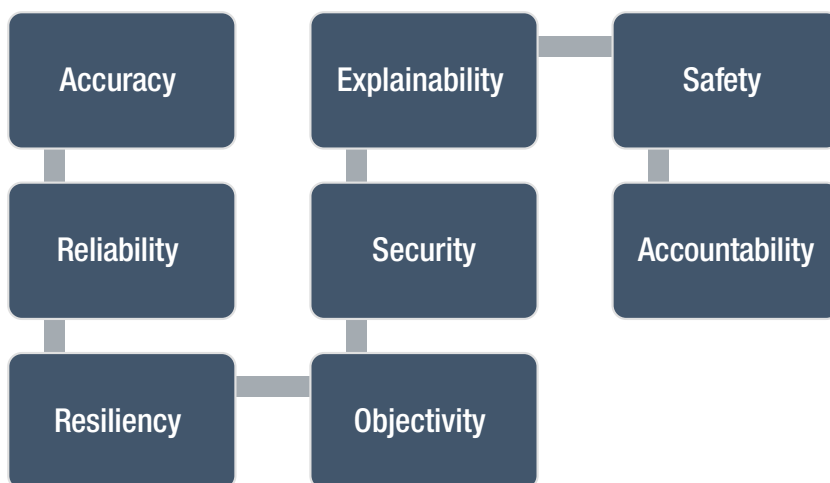 Accuracy
Reliability
Resiliency
Objectivity
Security
Explainability
Safety
Accountability